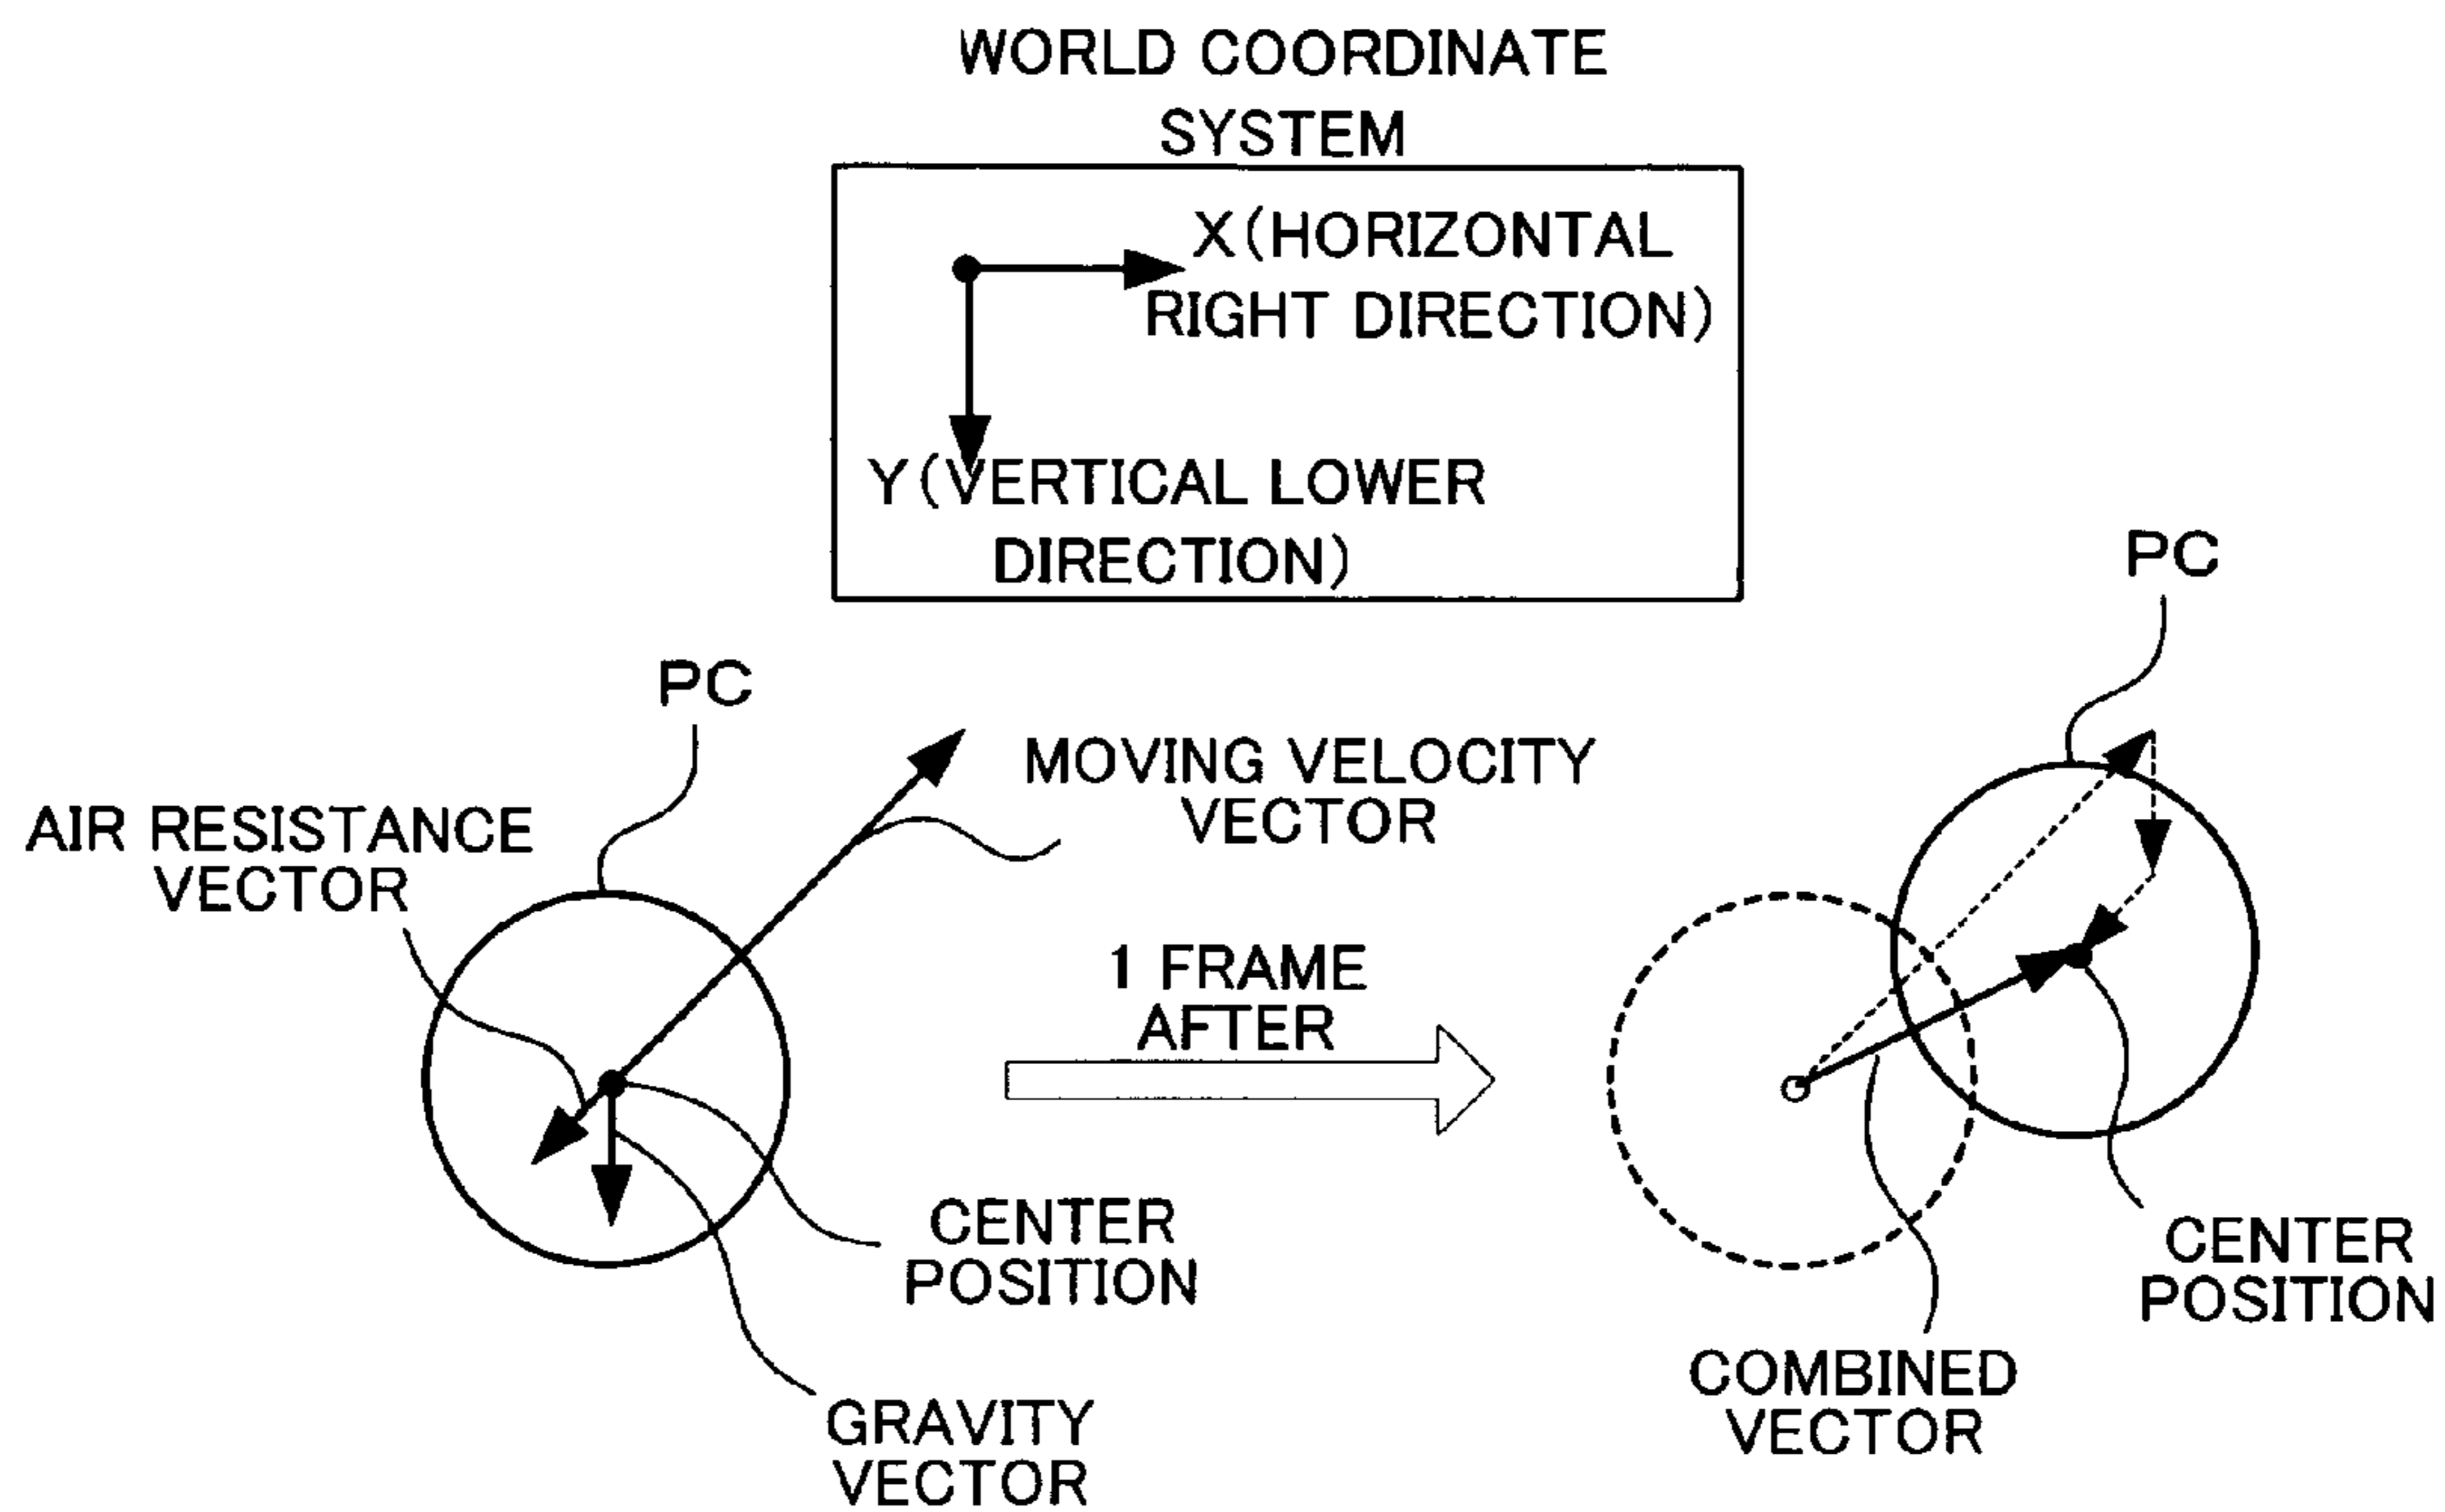 WORLD COORDINATE
SYSTEM
X(HORIZONTAL
RIGHT DIRECTION)
Y(VERTICAL LOWER
DIRECTION)
PC
PC
MOVING VELOCITY
VECTOR
AIR RESISTANCE
VECTOR
1 FRAME
AFTER
CENTER
POSITION
CENTER
POSITION
COMBINED
VECTOR
GRAVITY
VECTOR